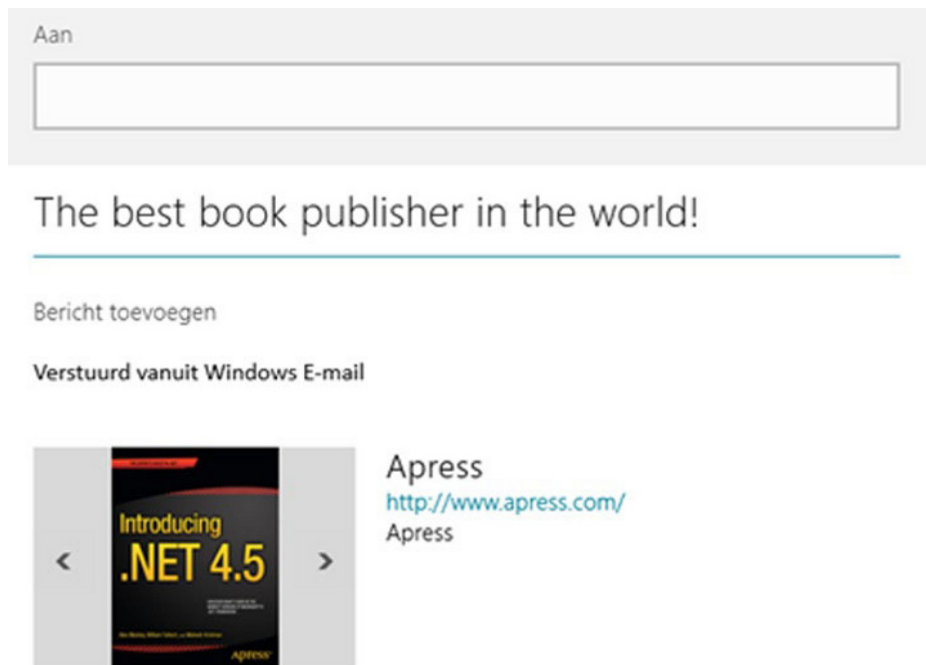 Aan
The best book publisher in the world!
Bericht toevoegen
Verstuurd vanuit Windows E-mail
Apress
http://www.apress.com/
Apress
Introducing
.NET 4.5
Apress